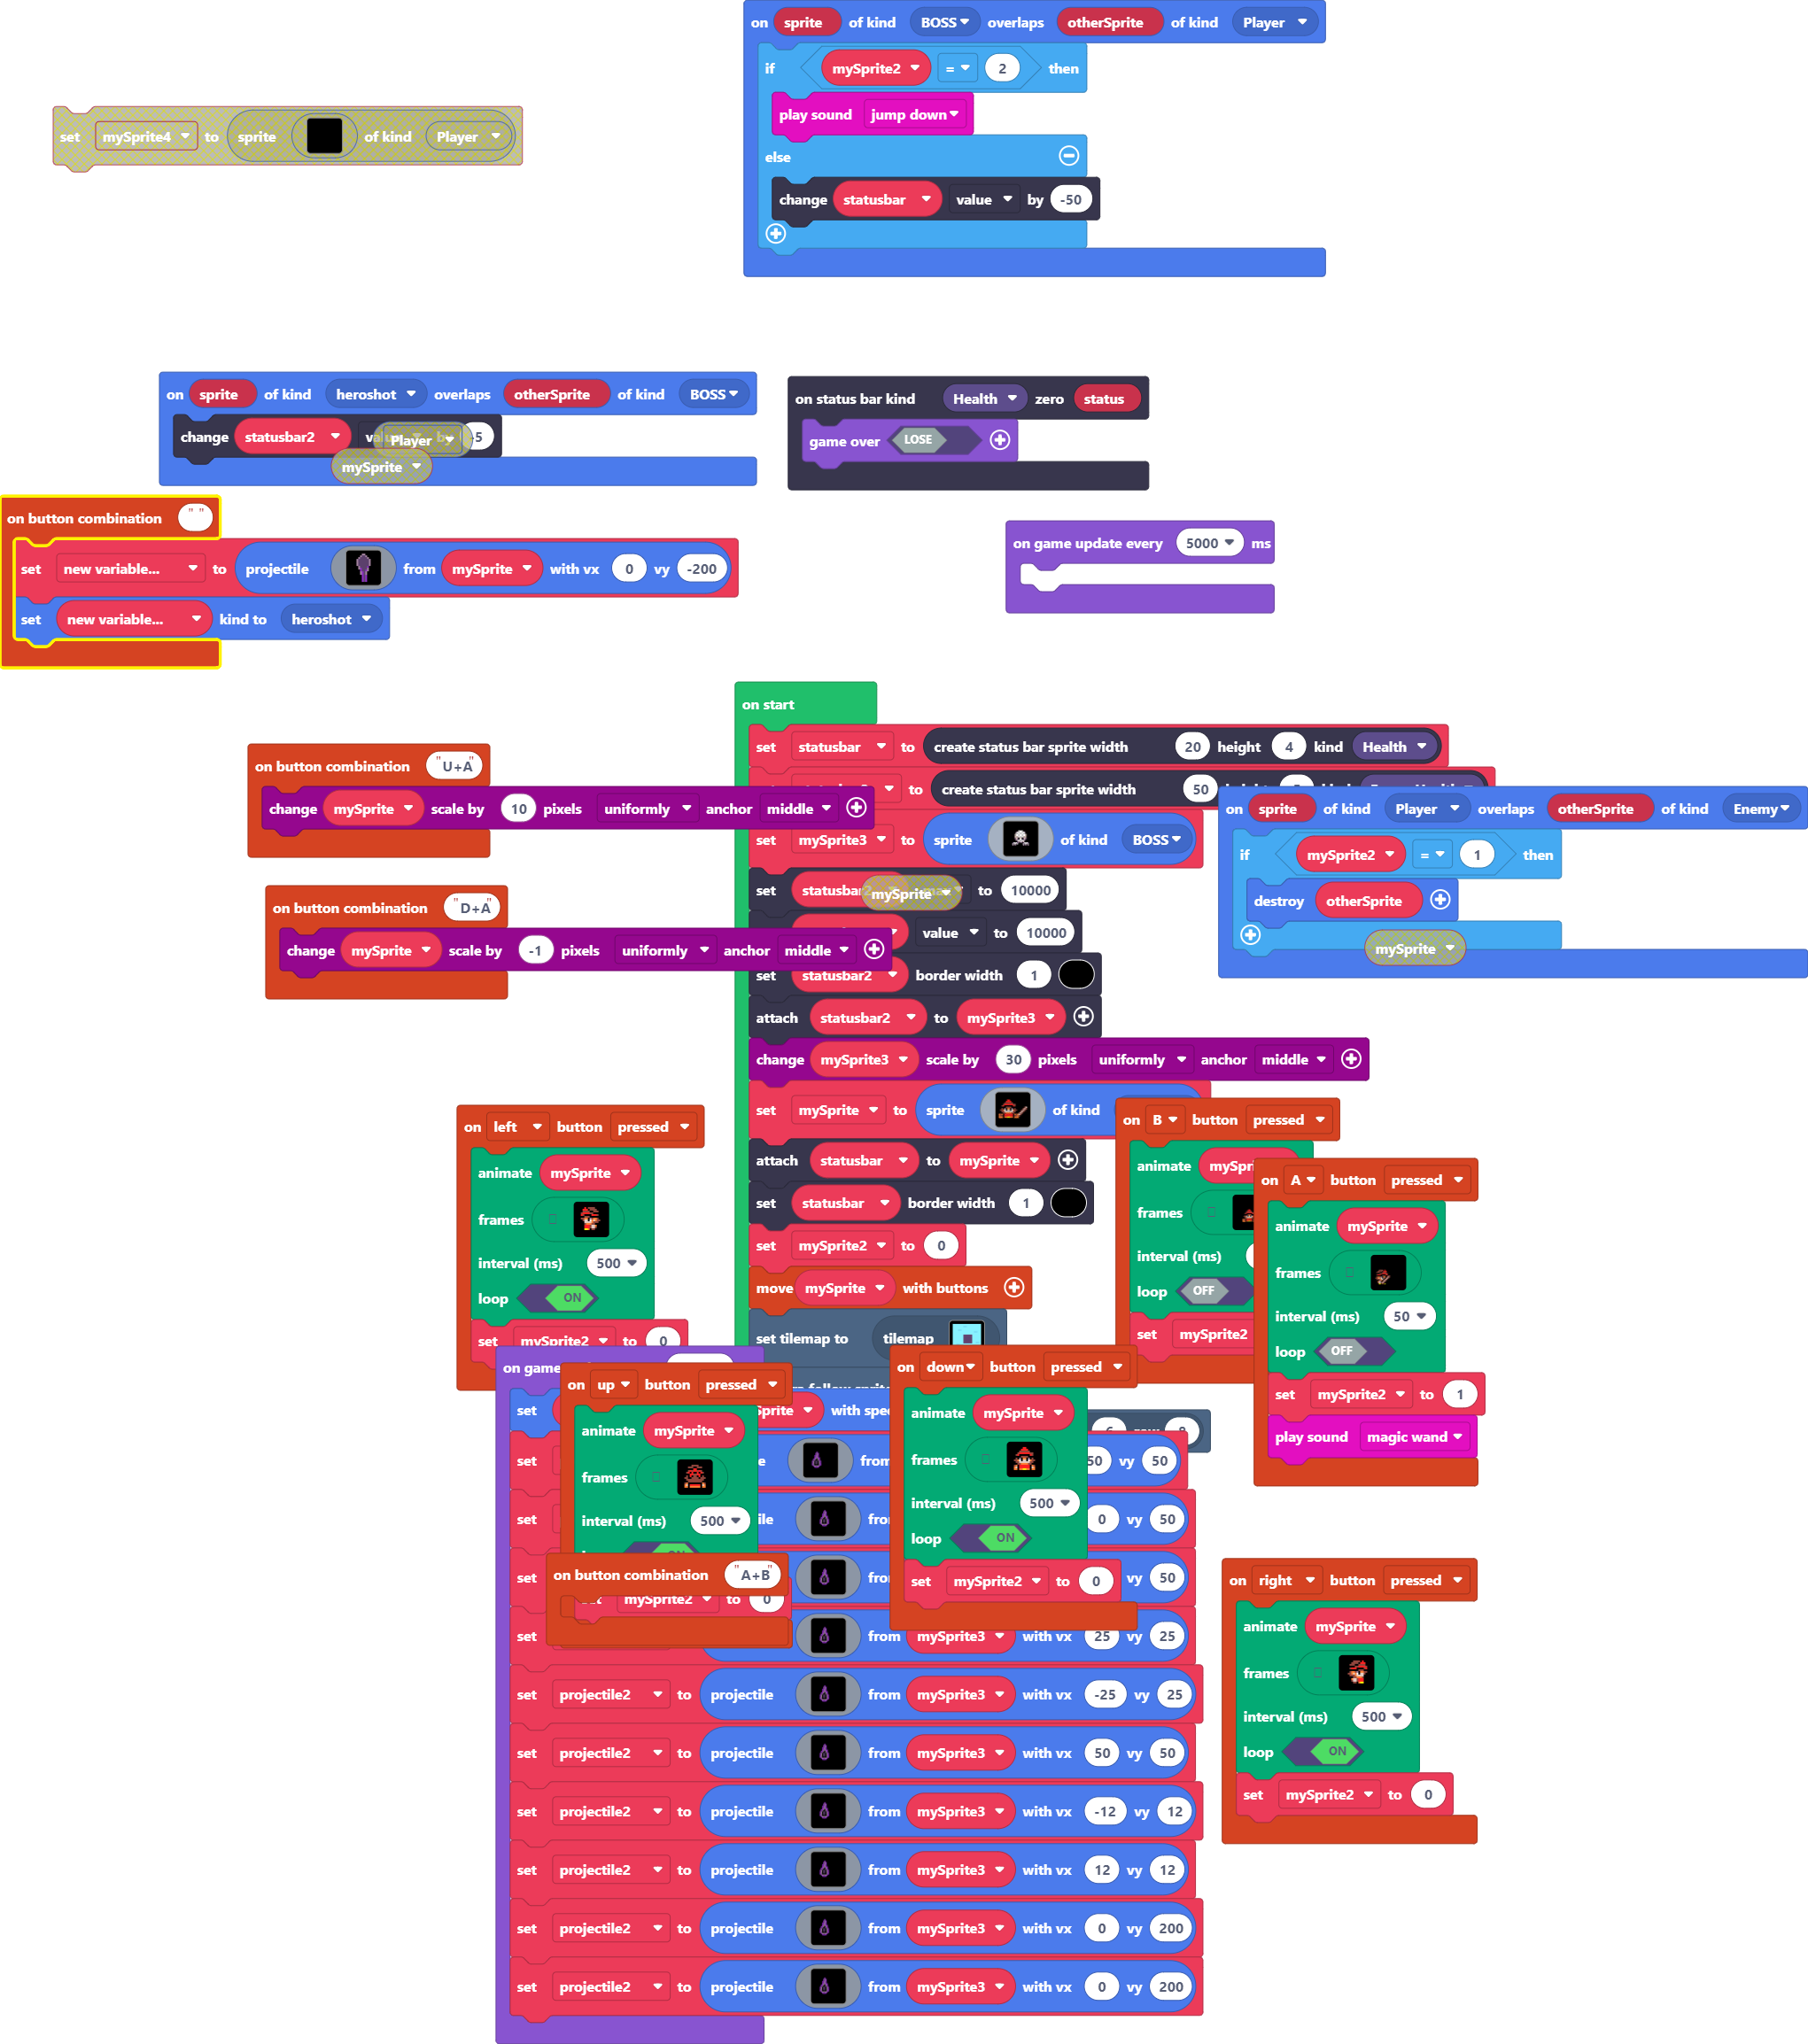 on sprite of kind BOSS overlaps otherSprite of kind Player
if mySprite2 = 2 then
play sound jump down
else
change statusbar value by -50
set mySprite4 to sprite of kind Player
on sprite of kind heroshot overlaps otherSprite of kind BOSS
change statusbar2 -5
Player
mySprite
on status bar kind Health zero status
game over LOSE
on button combination " "
set new variable... to projectile from mySprite with vx 0 vy -200
set new variable... kind to heroshot
on game update every 5000 ms
on start
set statusbar to create status bar sprite width 20 height 4 kind Health
to create status bar sprite width 50
set mySprite3 to sprite of kind BOSS
set to 10000
mySprite
value to 10000
set statusbar2 border width 1
attach statusbar2 to mySprite3
change mySprite3 scale by 30 pixels uniformly anchor middle
set mySprite to sprite of kind
attach statusbar to mySprite
set statusbar border width 1
set mySprite2 to 0
move mySprite with buttons
set tilemap to tilemap
on button combination "U+A"
change mySprite scale by 10 pixels uniformly anchor middle
on button combination "D+A"
change mySprite scale by -1 pixels uniformly anchor middle
on sprite of kind Player overlaps otherSprite of kind Enemy
if mySprite2 = 1 then
destroy otherSprite
mySprite
on left button pressed
animate mySprite
frames
interval (ms) 500
loop ON
set mySprite2 to 0
on B button pressed
animate
frames
interval (ms)
loop OFF
set mySprite2
on A button pressed
animate mySprite
frames
interval (ms) 50
loop OFF
set mySprite2 to 1
play sound magic wand
on up button pressed
animate mySprite
frames
interval (ms) 500
on button combination "A+B"
mySprite2 to 0
on down button pressed
animate mySprite
frames
interval (ms) 500
loop ON
set mySprite2 to 0
on right button pressed
animate mySprite
frames
interval (ms) 500
loop ON
set mySprite2 to 0
on game
set with
set from vy 50
set 0 vy 50
set vy 50
set from mySprite3 with vx 25 vy 25
set projectile2 to projectile from mySprite3 with vx -25 vy 25
set projectile2 to projectile from mySprite3 with vx 50 vy 50
set projectile2 to projectile from mySprite3 with vx -12 vy 12
set projectile2 to projectile from mySprite3 with vx 12 vy 12
set projectile2 to projectile from mySprite3 with vx 0 vy 200
set projectile2 to projectile from mySprite3 with vx 0 vy 200